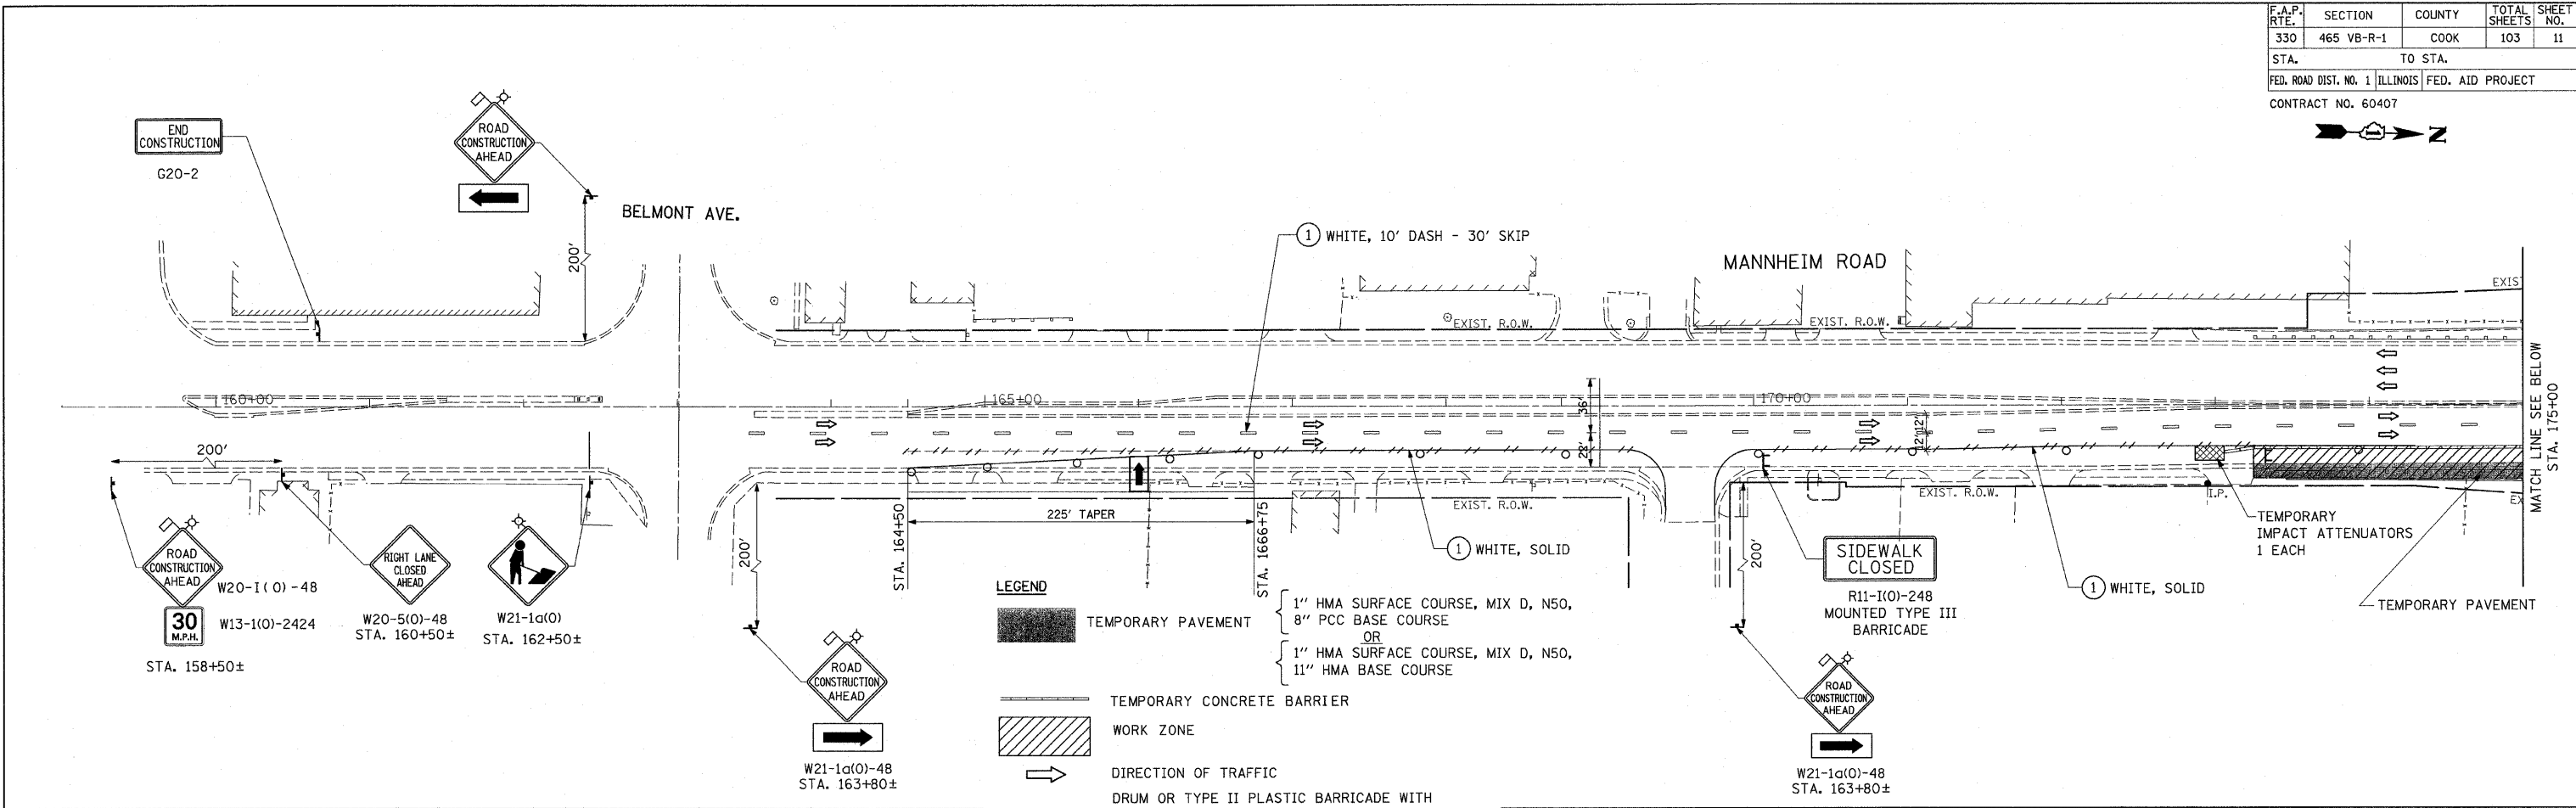 F.A.P. RTE. SECTION COUNTY TOTAL SHEETS SHEET NO.
330 465 VB-R-1 COOK 103 11
STA. TO STA.
FED. ROAD DIST. NO. 1 ILLINOIS FED. AID PROJECT
CONTRACT NO. 60407
N
END
CONSTRUCTION
G20-2
ROAD
CONSTRUCTION
AHEAD
200'
BELMONT AVE.
1 WHITE, 10' DASH - 30' SKIP
MANNHEIM ROAD
EXIST. R.O.W.
EXIST. R.O.W.
EXIST
160+00
165+00
170+00
36'
22'
12' 12'
MATCH LINE SEE BELOW
STA. 175+00
200'
ROAD
CONSTRUCTION
AHEAD
W20-I(O)-48
30
M.P.H.
W13-1(O)-2424
STA. 158+50±
RIGHT LANE
CLOSED
AHEAD
W20-5(O)-48
STA. 160+50±
W21-1a(O)
STA. 162+50±
200'
ROAD
CONSTRUCTION
AHEAD
W21-1a(O)-48
STA. 163+80±
STA. 164+50
225' TAPER
STA. 1666+75
EXIST. R.O.W.
1 WHITE, SOLID
LEGEND
TEMPORARY PAVEMENT
1" HMA SURFACE COURSE, MIX D, N50,
8" PCC BASE COURSE
OR
1" HMA SURFACE COURSE, MIX D, N50,
11" HMA BASE COURSE
TEMPORARY CONCRETE BARRIER
WORK ZONE
DIRECTION OF TRAFFIC
DRUM OR TYPE II PLASTIC BARRICADE WITH
200'
SIDEWALK
CLOSED
R11-I(O)-248
MOUNTED TYPE III
BARRICADE
ROAD
CONSTRUCTION
AHEAD
W21-1a(O)-48
STA. 163+80±
EXIST. R.O.W.
I.P.
EX
1 WHITE, SOLID
TEMPORARY
IMPACT ATTENUATORS
1 EACH
TEMPORARY PAVEMENT